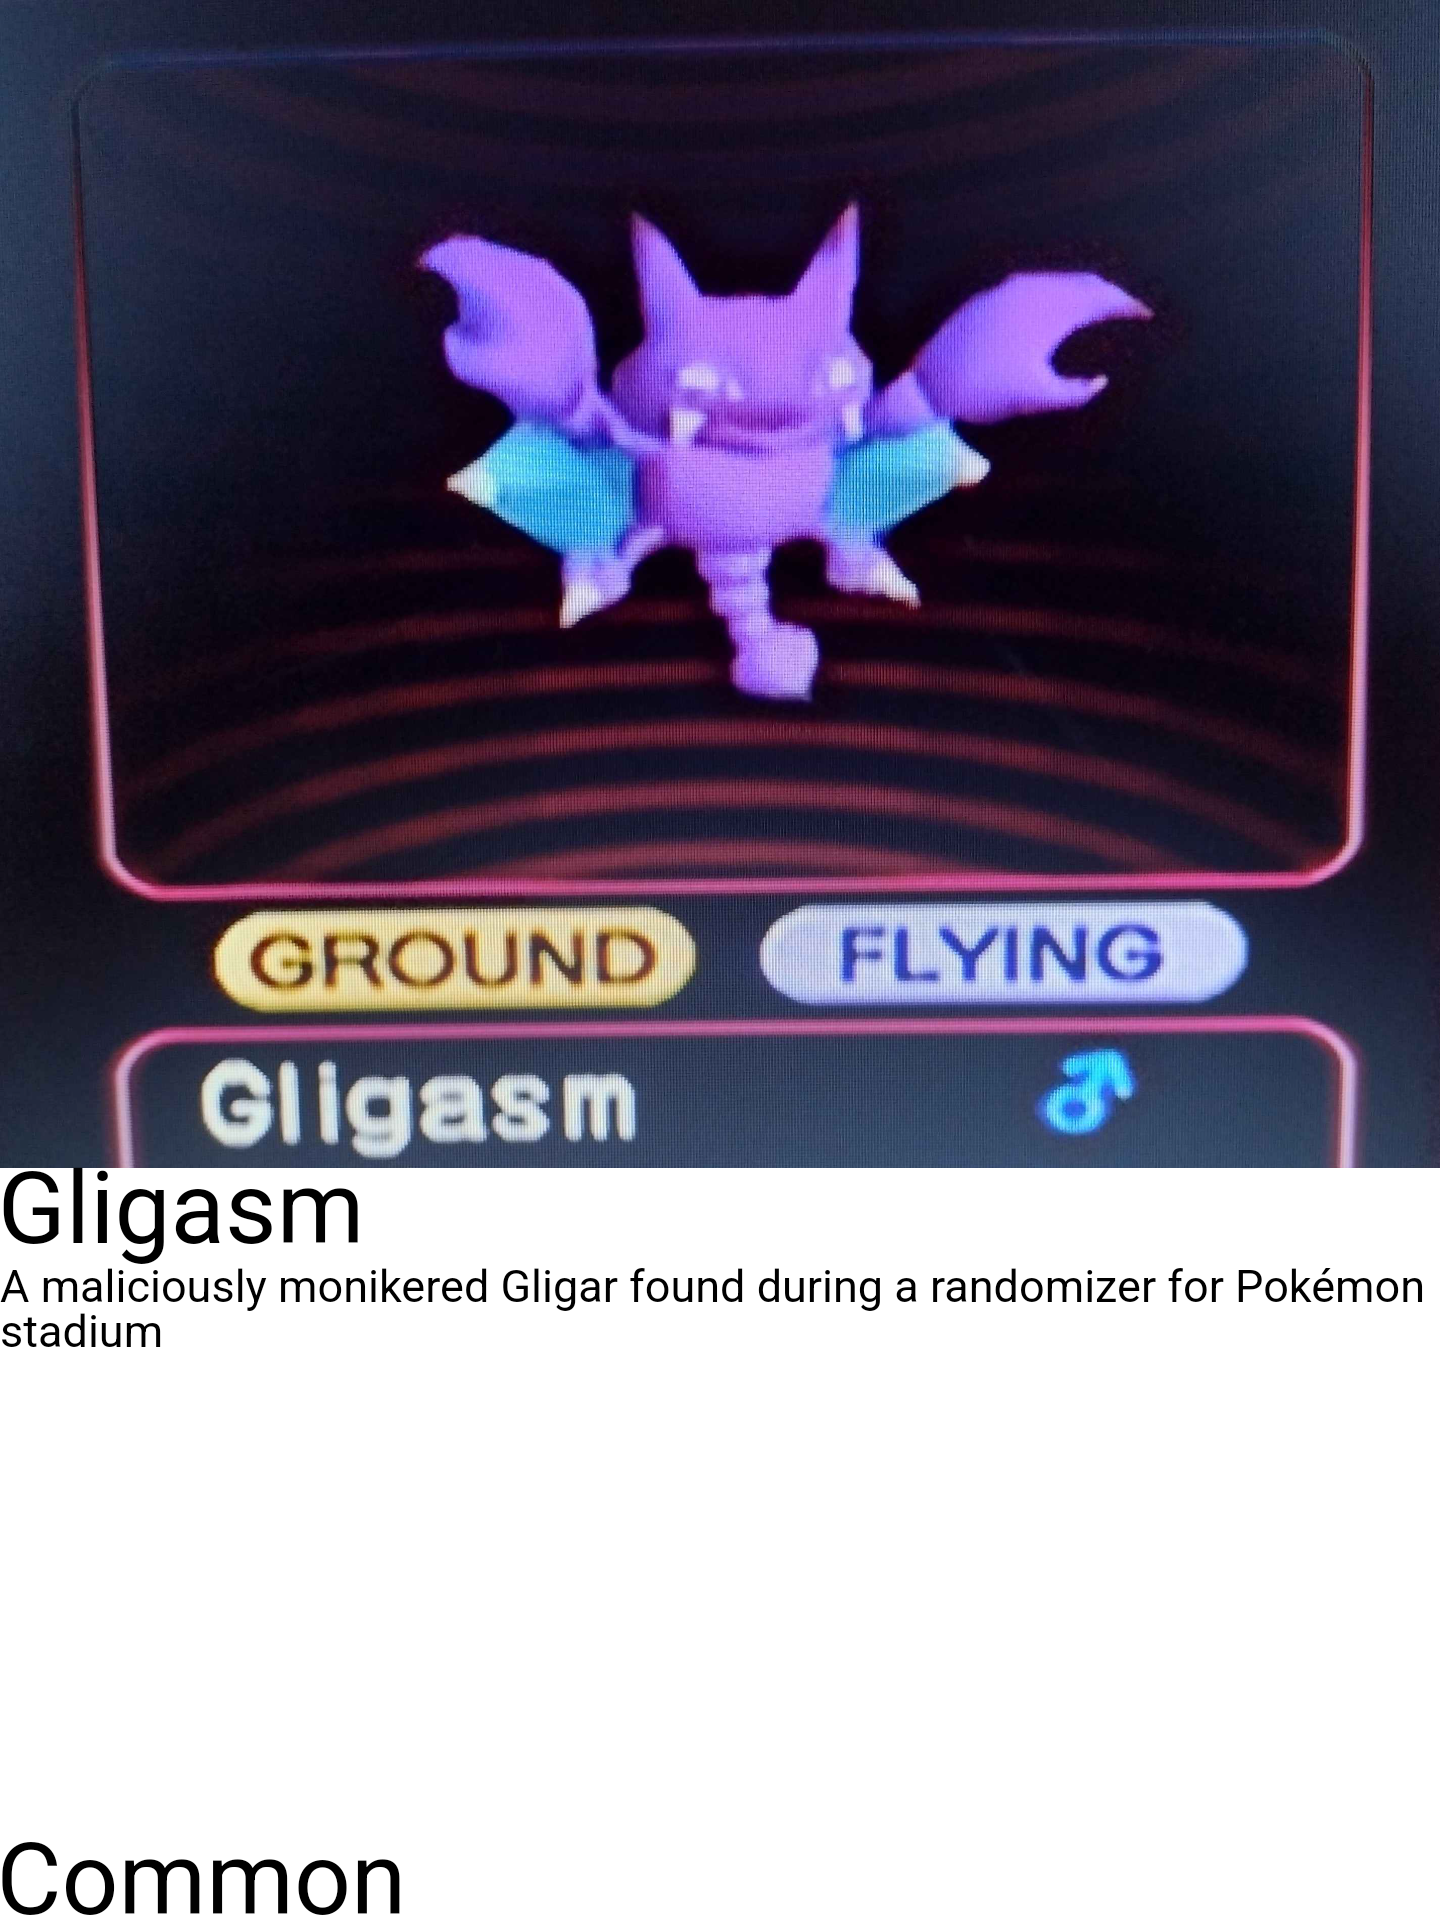 GROUND FLYING
Gligasm ♂
Gligasm
A maliciously monikered Gligar found during a randomizer for Pokémon
stadium
Common